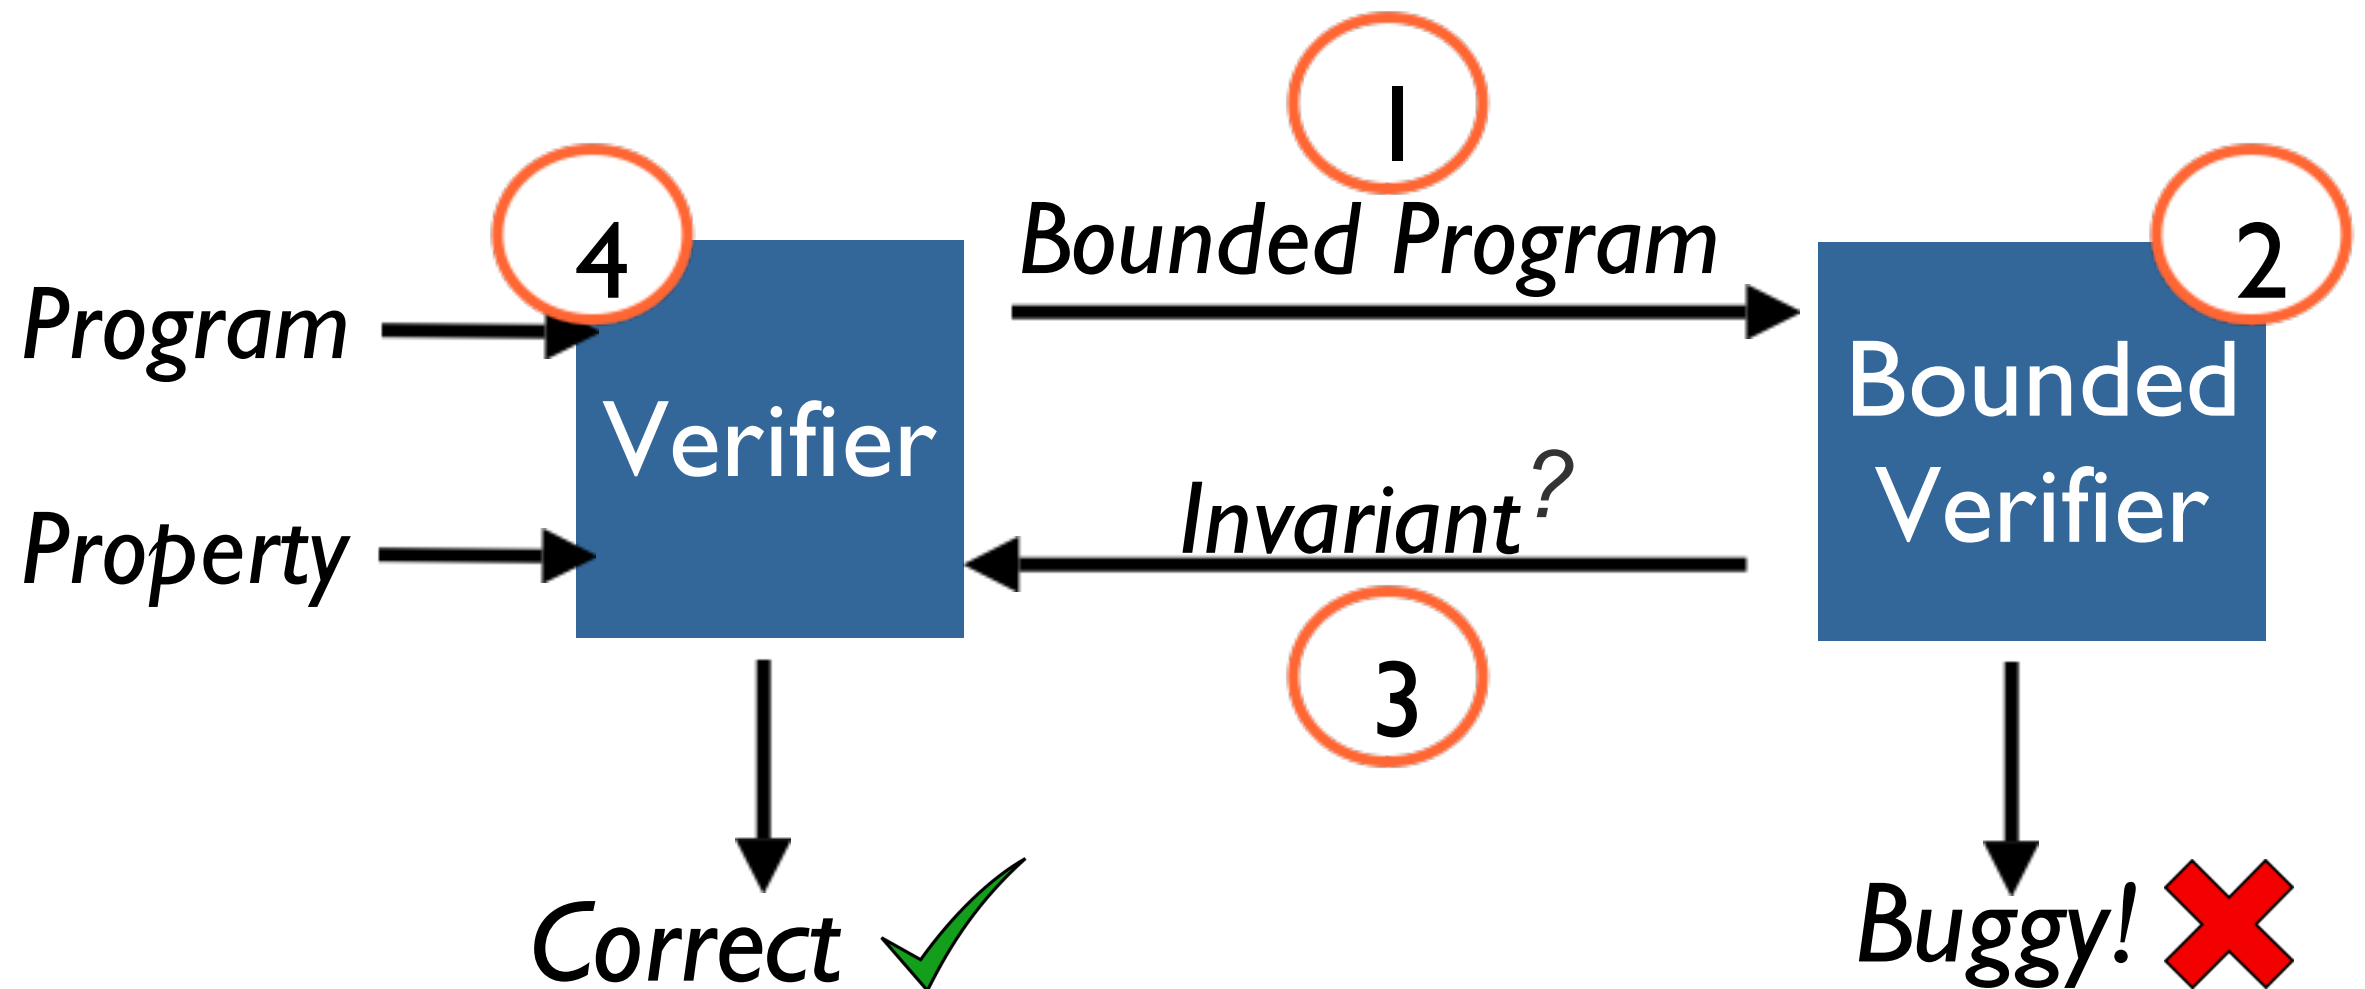 1
4
Bounded Program
2
Program
Verifier
Bounded
Verifier
Invariant?
Property
3
Correct
Buggy!